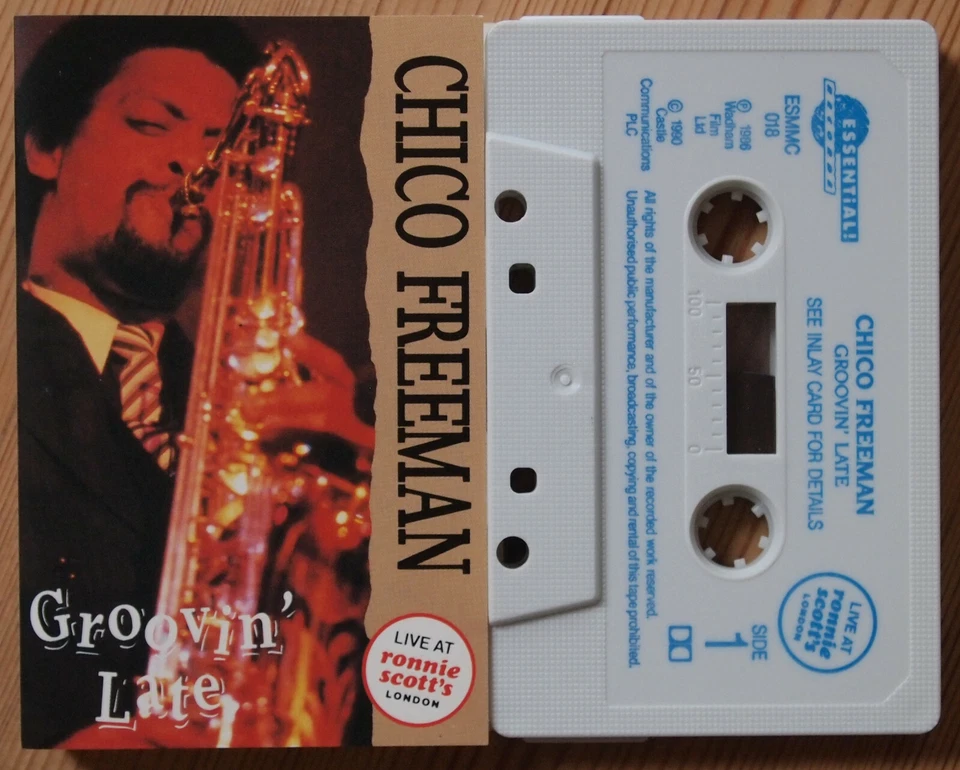 CHICO FREEMAN
Groovin'
Late
LIVE AT
ronnie
scott's
LONDON
ESSENTiAL!
ESMMC
018
Ⓟ 1986
Wadham
Film
Ltd
© 1990
Castle
Communications
PLC
CHICO FREEMAN
GROOVIN' LATE
SEE INLAY CARD FOR DETAILS
100
50
0
All rights of the manufacturer and of the owner of the recorded work reserved.
Unauthorised public performance, broadcasting, copying and rental of this tape prohibited.
SIDE
1
LIVE AT
ronnie
scott's
LONDON